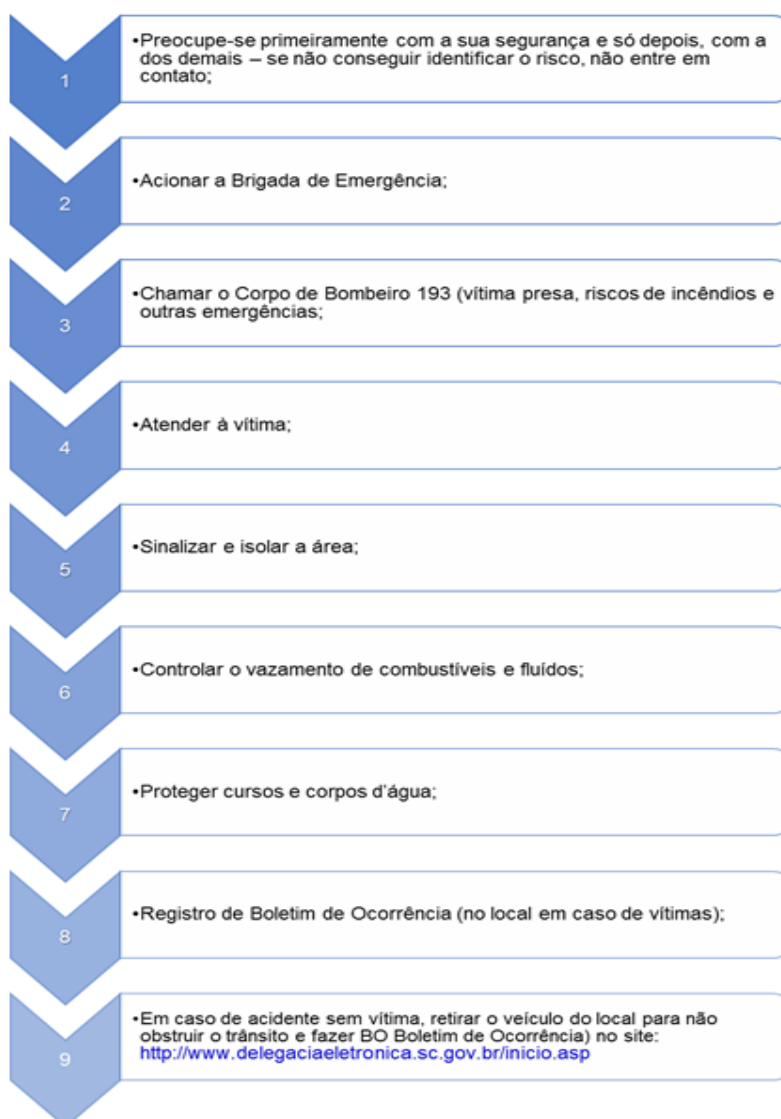 1
•Preocupe-se primeiramente com a sua segurança e só depois, com a
dos demais – se não conseguir identificar o risco, não entre em
contato;
2
•Acionar a Brigada de Emergência;
3
•Chamar o Corpo de Bombeiro 193 (vítima presa, riscos de incêndios e
outras emergências;
4
•Atender à vítima;
5
•Sinalizar e isolar a área;
6
•Controlar o vazamento de combustíveis e fluídos;
7
•Proteger cursos e corpos d’água;
8
•Registro de Boletim de Ocorrência (no local em caso de vítimas);
9
•Em caso de acidente sem vítima, retirar o veículo do local para não
obstruir o trânsito e fazer BO Boletim de Ocorrência) no site:
http://www.delegaciaeletronica.sc.gov.br/inicio.asp